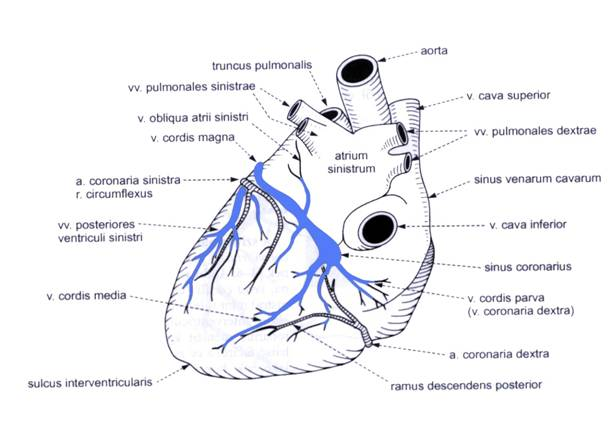 aorta
truncus pulmonalis
vv. pulmonales sinistrae
v. obliqua atrii sinistri
v. cordis magna
a. coronaria sinistra
r. circumflexus
vv. posteriores
ventriculi sinistri
v. cordis media
sulcus interventricularis
atrium
sinistrum
v. cava superior
vv. pulmonales dextrae
sinus venarum cavarum
v. cava inferior
sinus coronarius
v. cordis parva
(v. coronaria dextra)
a. coronaria dextra
ramus descendens posterior